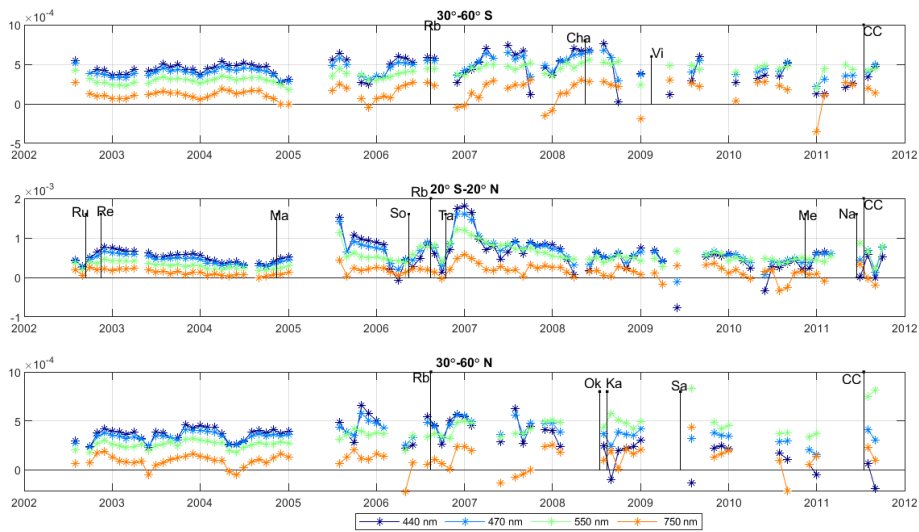 30°-60° S
×10⁻⁴
10
5
0
-5
Rb
Cha
Vi
CC
2002 2003 2004 2005 2006 2007 2008 2009 2010 2011 2012
20° S-20° N
×10⁻³
2
1
0
-1
Ru
Re
Ma
So
Rb
Ta
Me
Na
CC
2002 2003 2004 2005 2006 2007 2008 2009 2010 2011 2012
30°-60° N
×10⁻⁴
10
5
0
Rb
Ok
Ka
Sa
CC
2002 2003 2004 2005 2006 2007 2008 2009 2010 2011 2012
440 nm 470 nm 550 nm 750 nm